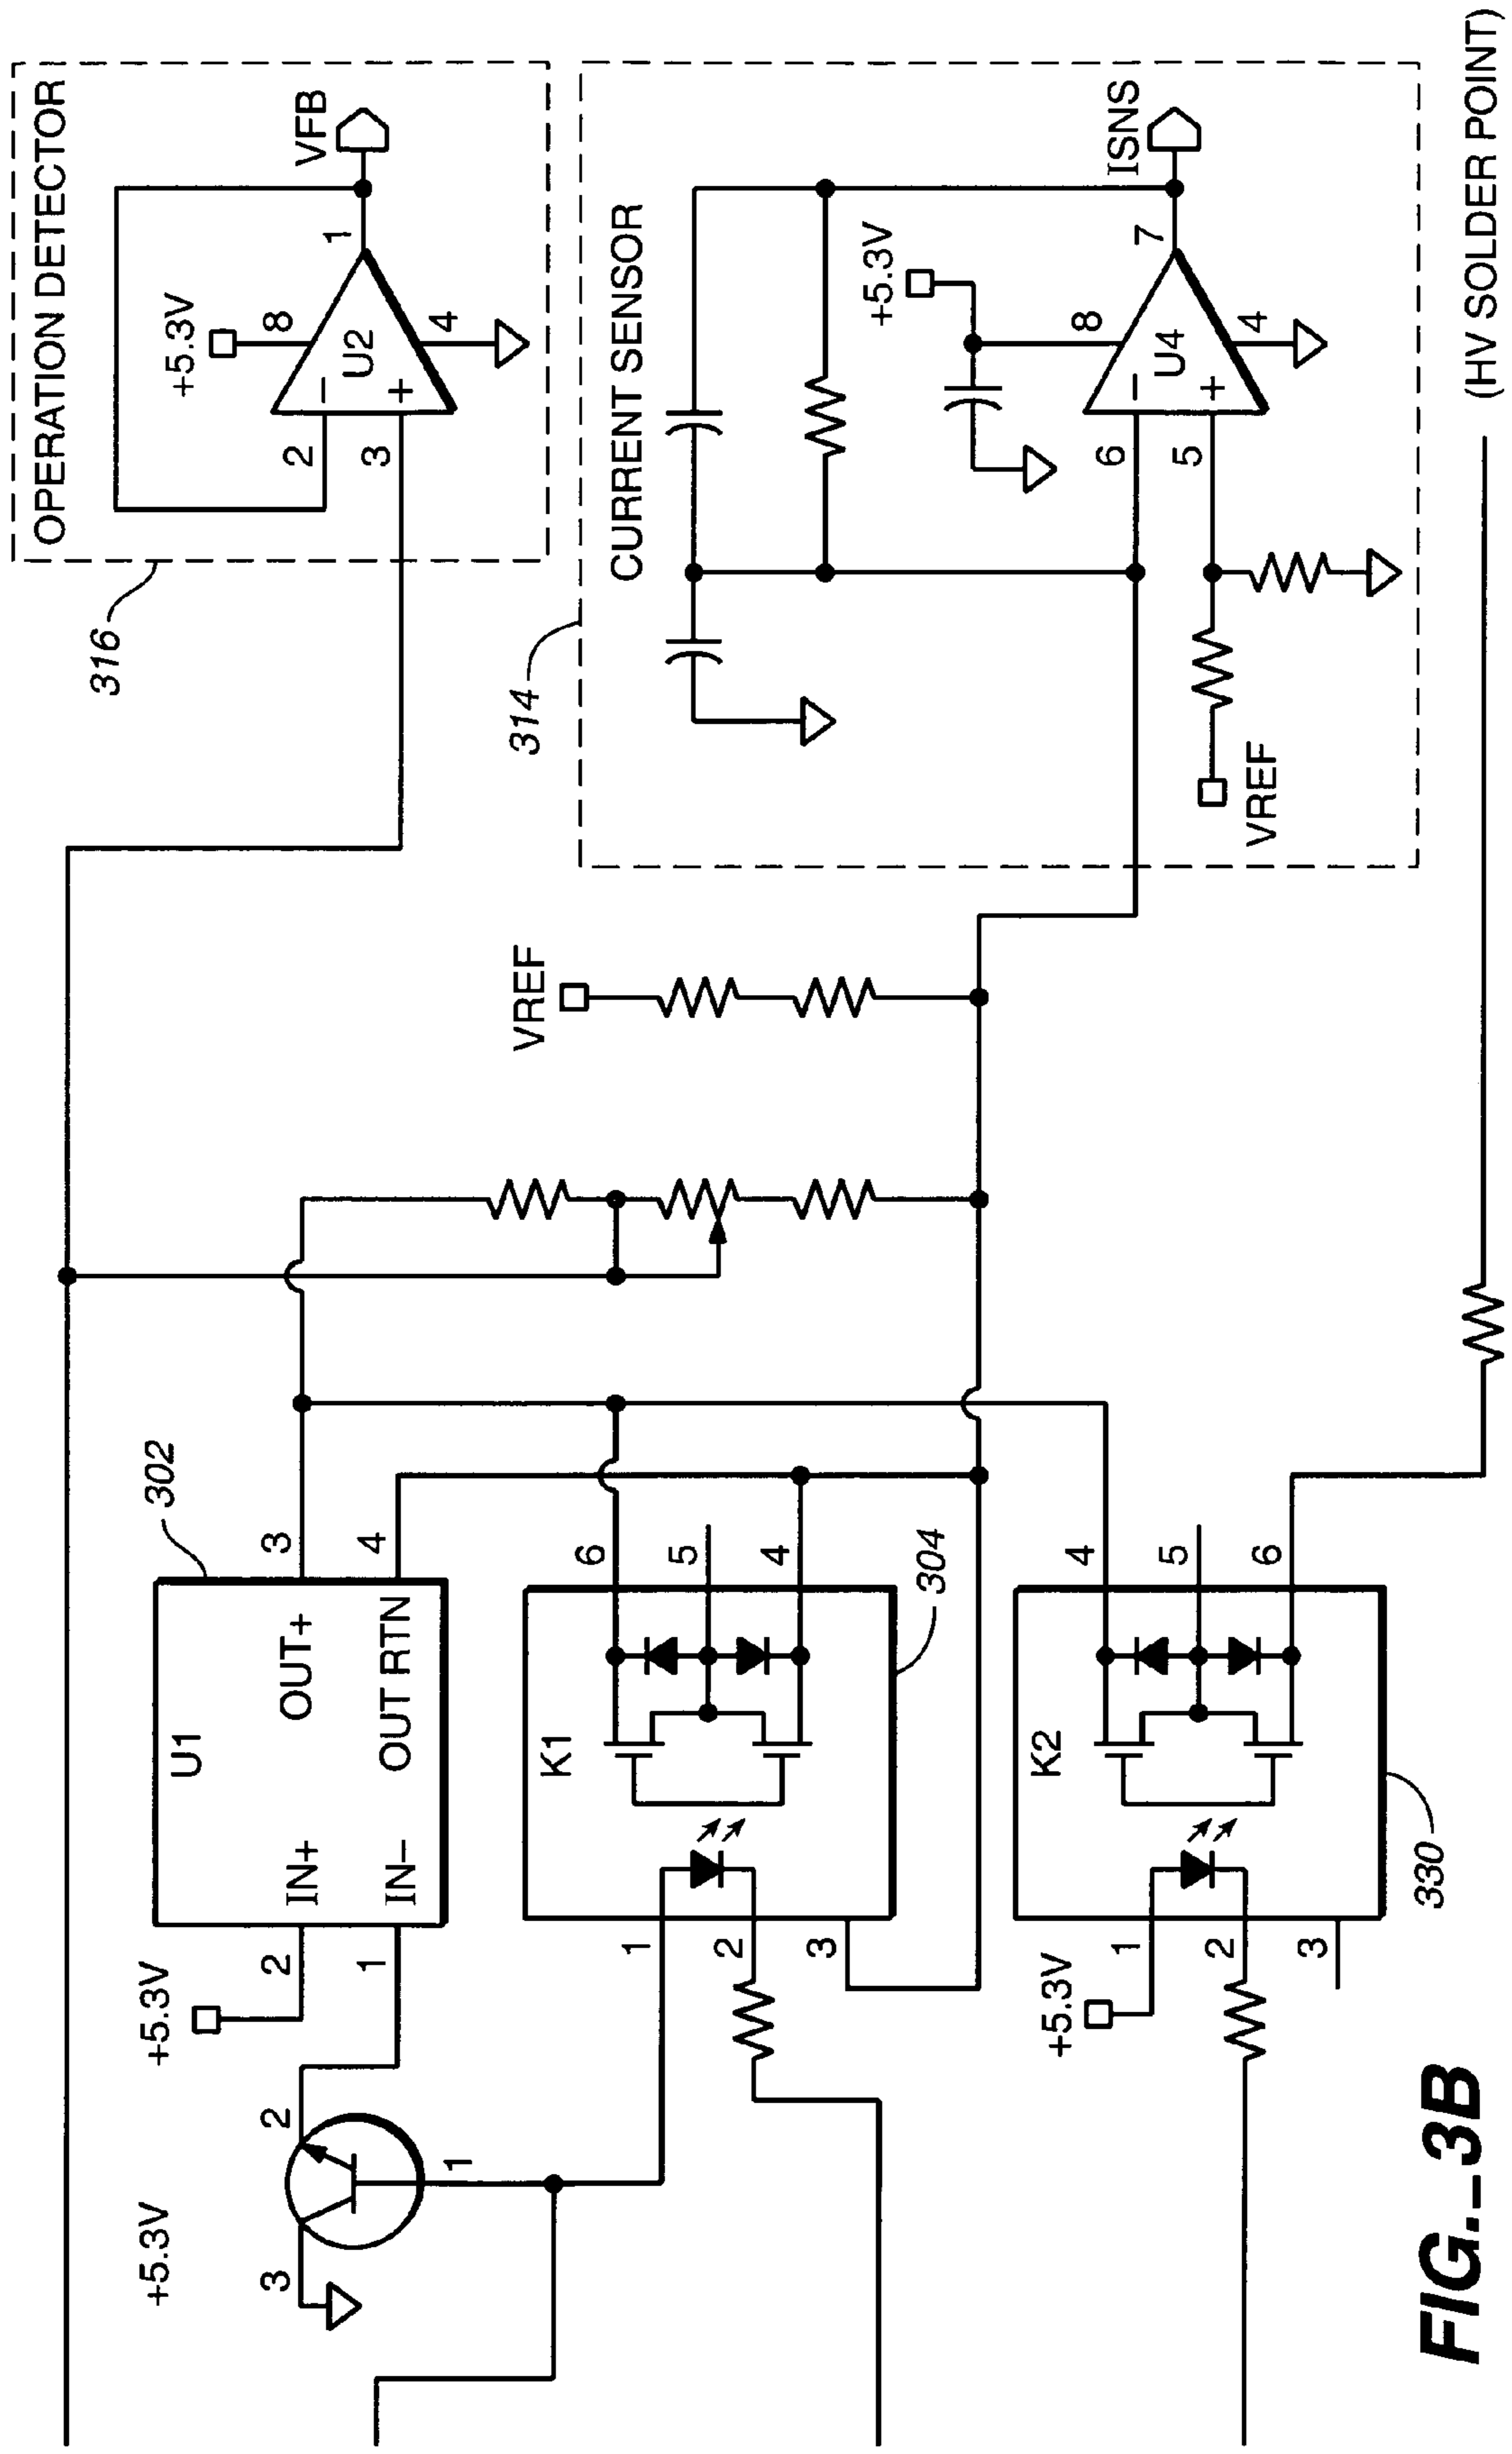 OPERATION DETECTOR
316
+5.3V
8
2
3
U2
−
+
4
1
VFB
CURRENT SENSOR
314
+5.3V
8
6
5
U4
−
+
4
7
ISNS
VREF
VREF
(HV SOLDER POINT)
302
U1
IN+
IN−
OUT+
OUT RTN
2
1
3
4
+5.3V
+5.3V
3
2
1
K1
1
2
3
6
5
4
304
K2
+5.3V
1
2
3
4
5
6
330
FIG._3B